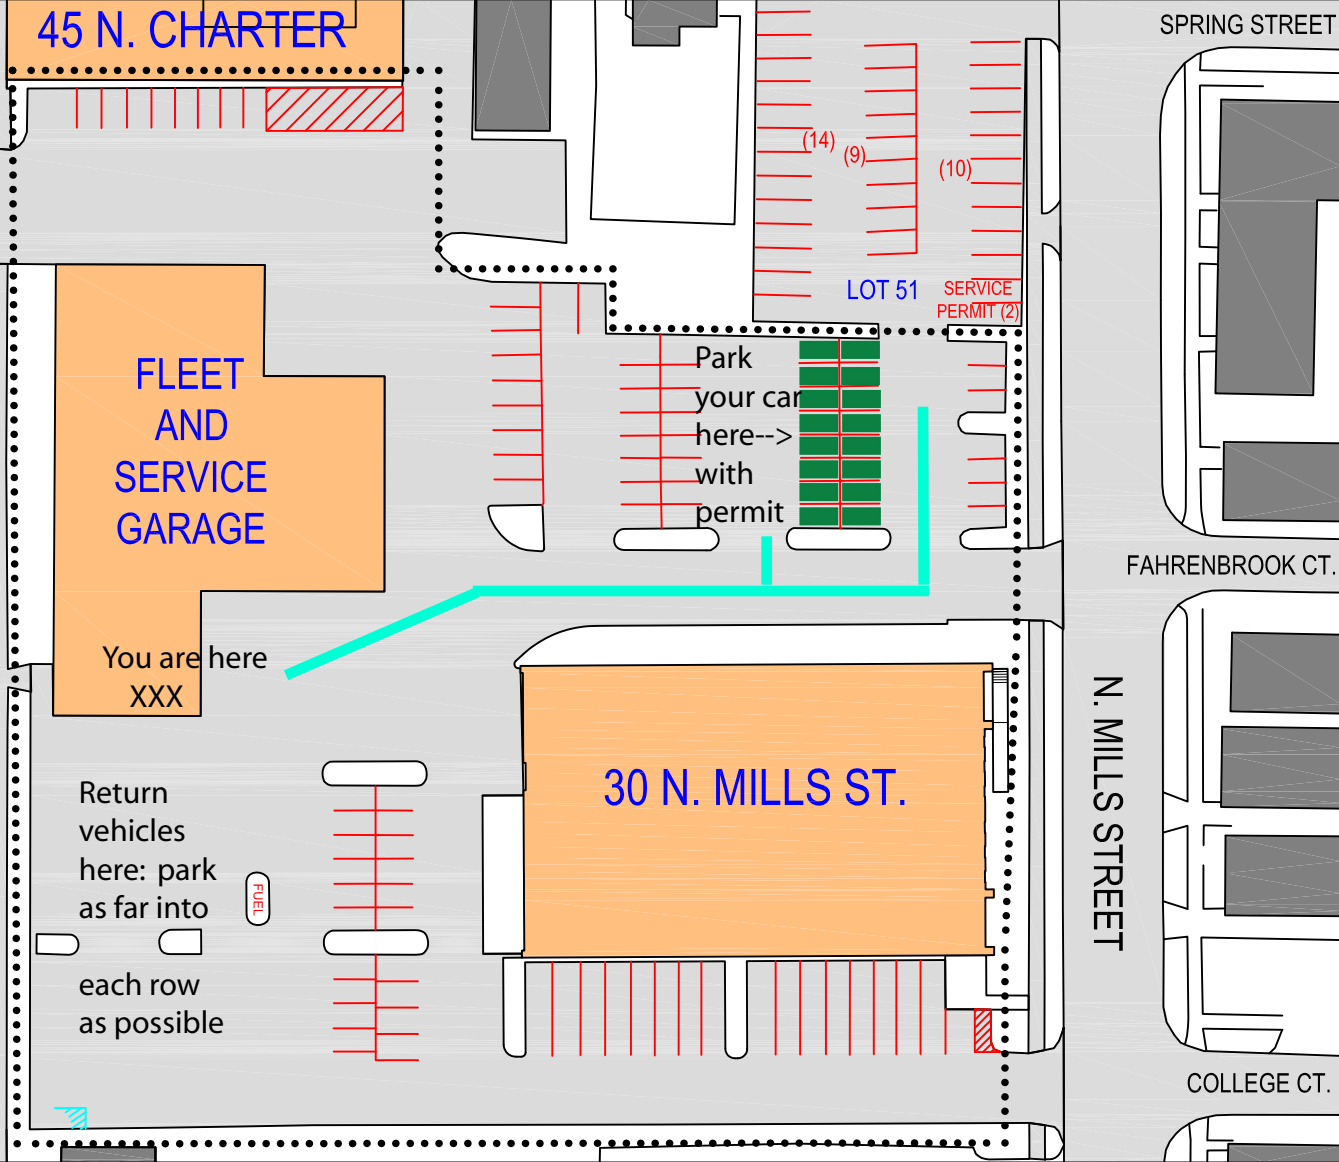 45 N. CHARTER
SPRING STREET
(14)
(9)
(10)
LOT 51
SERVICE
PERMIT (2)
FLEET
AND
SERVICE
GARAGE
Park
your car
here-->
with
permit
FAHRENBROOK CT.
You are here
XXX
30 N. MILLS ST.
N. MILLS STREET
Return
vehicles
here: park
as far into
each row
as possible
FUEL
COLLEGE CT.